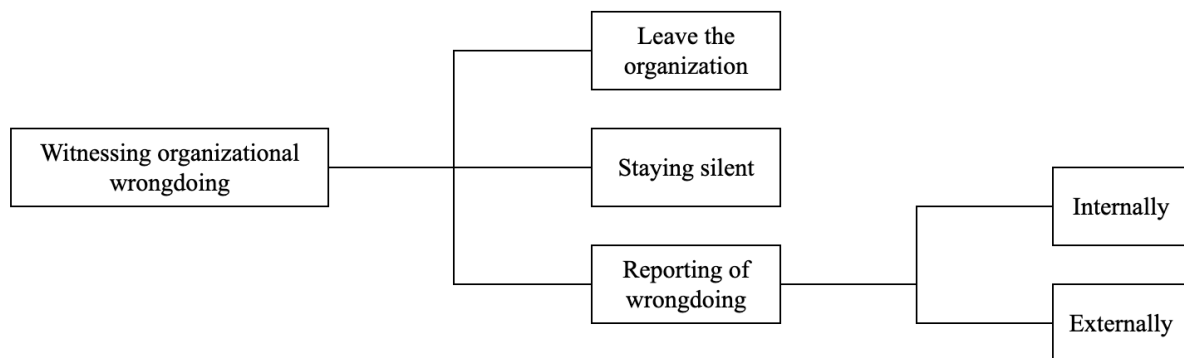 Leave the
organization
Witnessing organizational
wrongdoing
Staying silent
Internally
Reporting of
wrongdoing
Externally